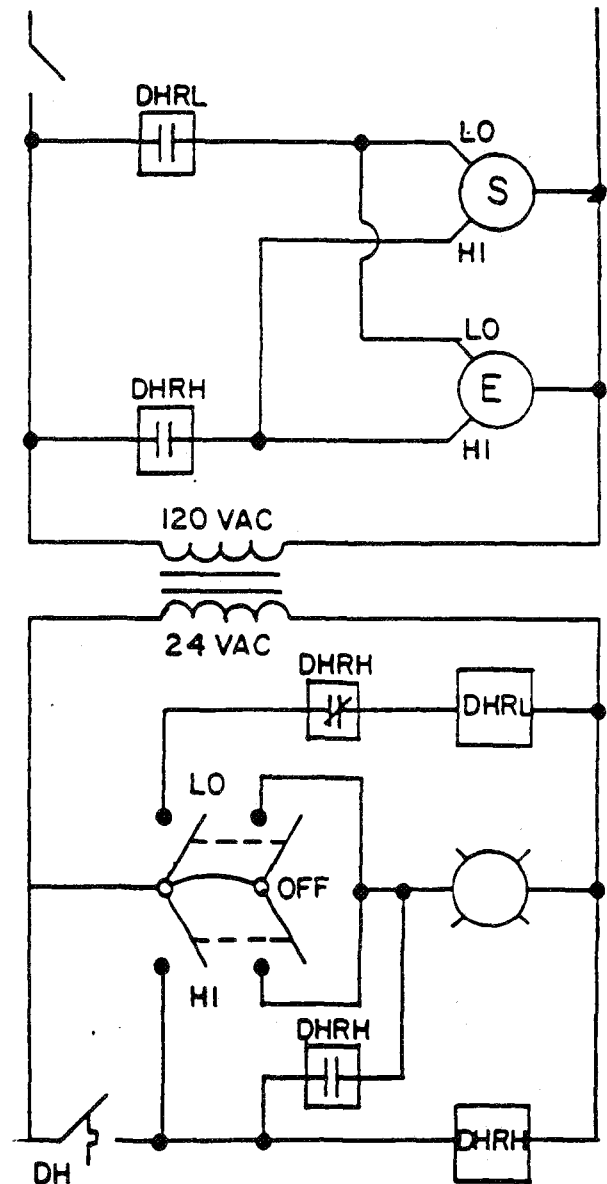 DHRL
LO
S
HI
LO
DHRH
E
HI
120 VAC
24 VAC
DHRH
DHRL
LO
OFF
HI
DHRH
DHRH
DH